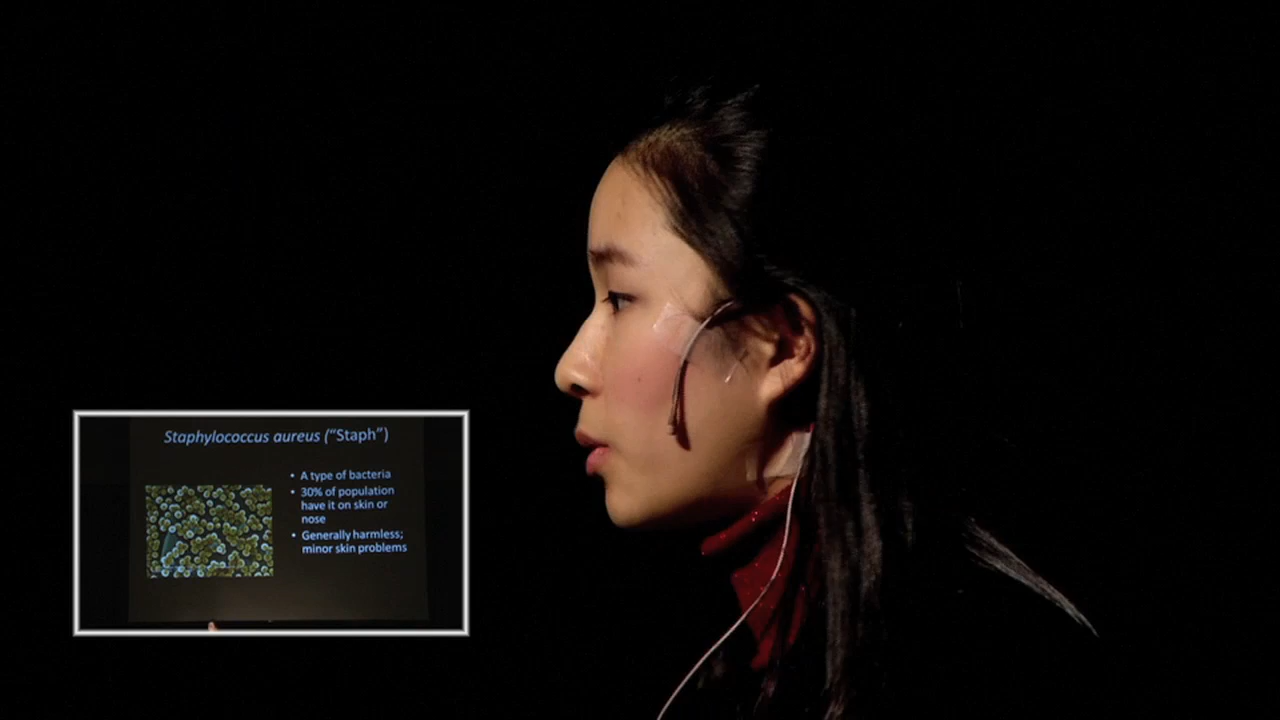 Staphylococcus aureus ("Staph")
• A type of bacteria
• 30% of population
have it on skin or
nose
• Generally harmless;
minor skin problems